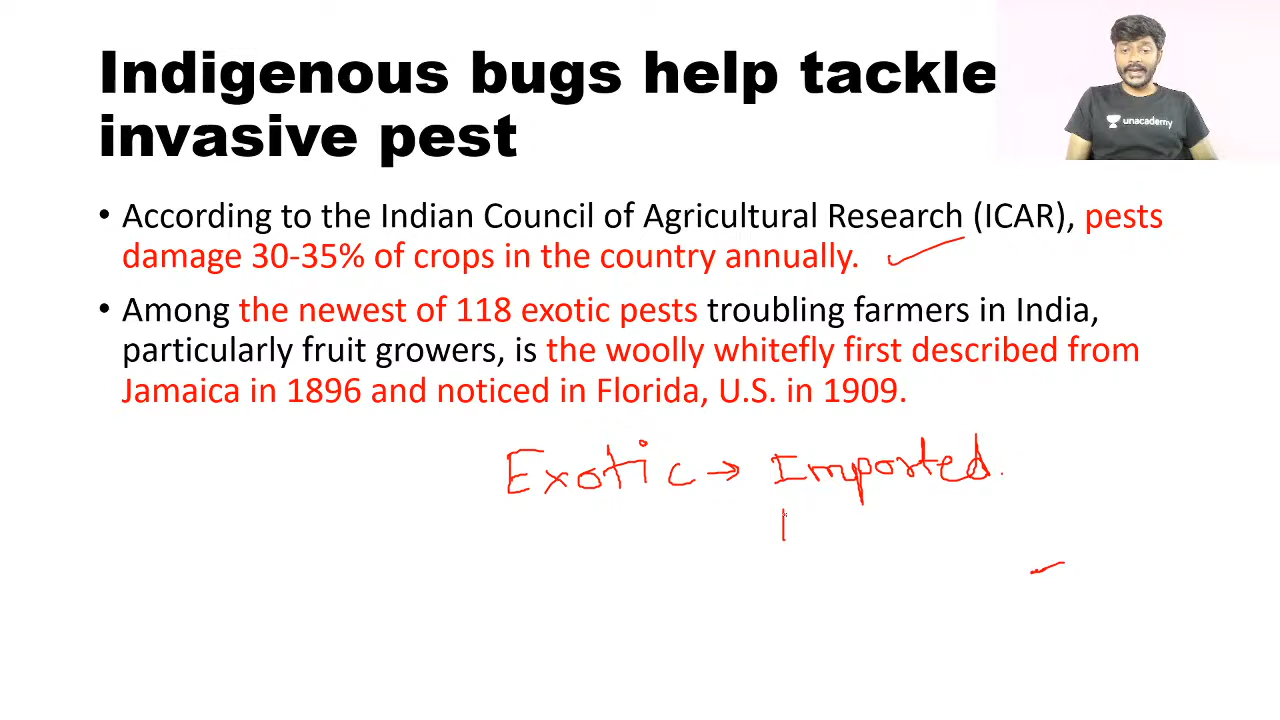 Indigenous bugs help tackle
invasive pest
unacademy
• According to the Indian Council of Agricultural Research (ICAR), pests
damage 30-35% of crops in the country annually.
• Among the newest of 118 exotic pests troubling farmers in India,
particularly fruit growers, is the woolly whitefly first described from
Jamaica in 1896 and noticed in Florida, U.S. in 1909.
Exotic → Imported.